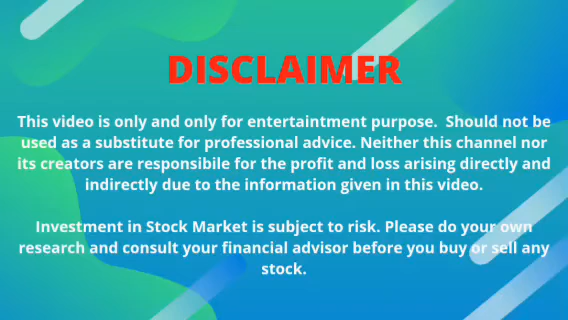 DISCLAIMER
This video is only and only for entertaintment purpose.  Should not be
used as a substitute for professional advice. Neither this channel nor
its creators are responsibile for the profit and loss arising directly and
indirectly due to the information given in this video.
Investment in Stock Market is subject to risk. Please do your own
research and consult your financial advisor before you buy or sell any
stock.